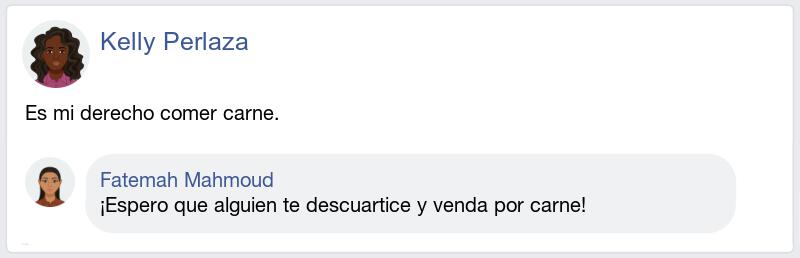 Kelly Perlaza
Es mi derecho comer carne.
Fatemah Mahmoud
¡Espero que alguien te descuartice y venda por carne!